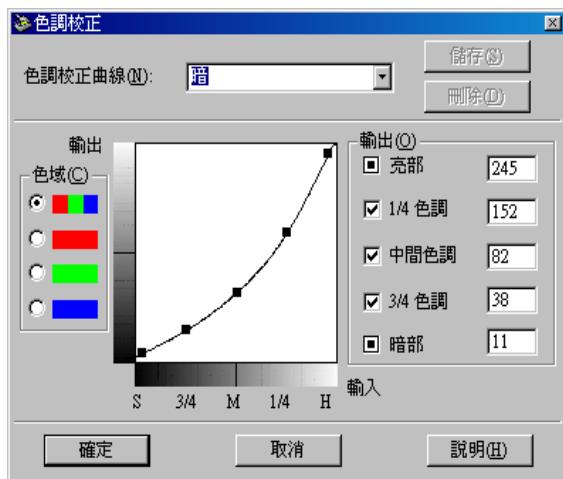 色調校正
色調校正曲線(N):
暗
儲存(S)
刪除(D)
輸出
色域(C)
輸出(O)
亮部 245
1/4 色調 152
中間色調 82
3/4 色調 38
暗部 11
輸入
S 3/4 M 1/4 H
確定
取消
說明(H)